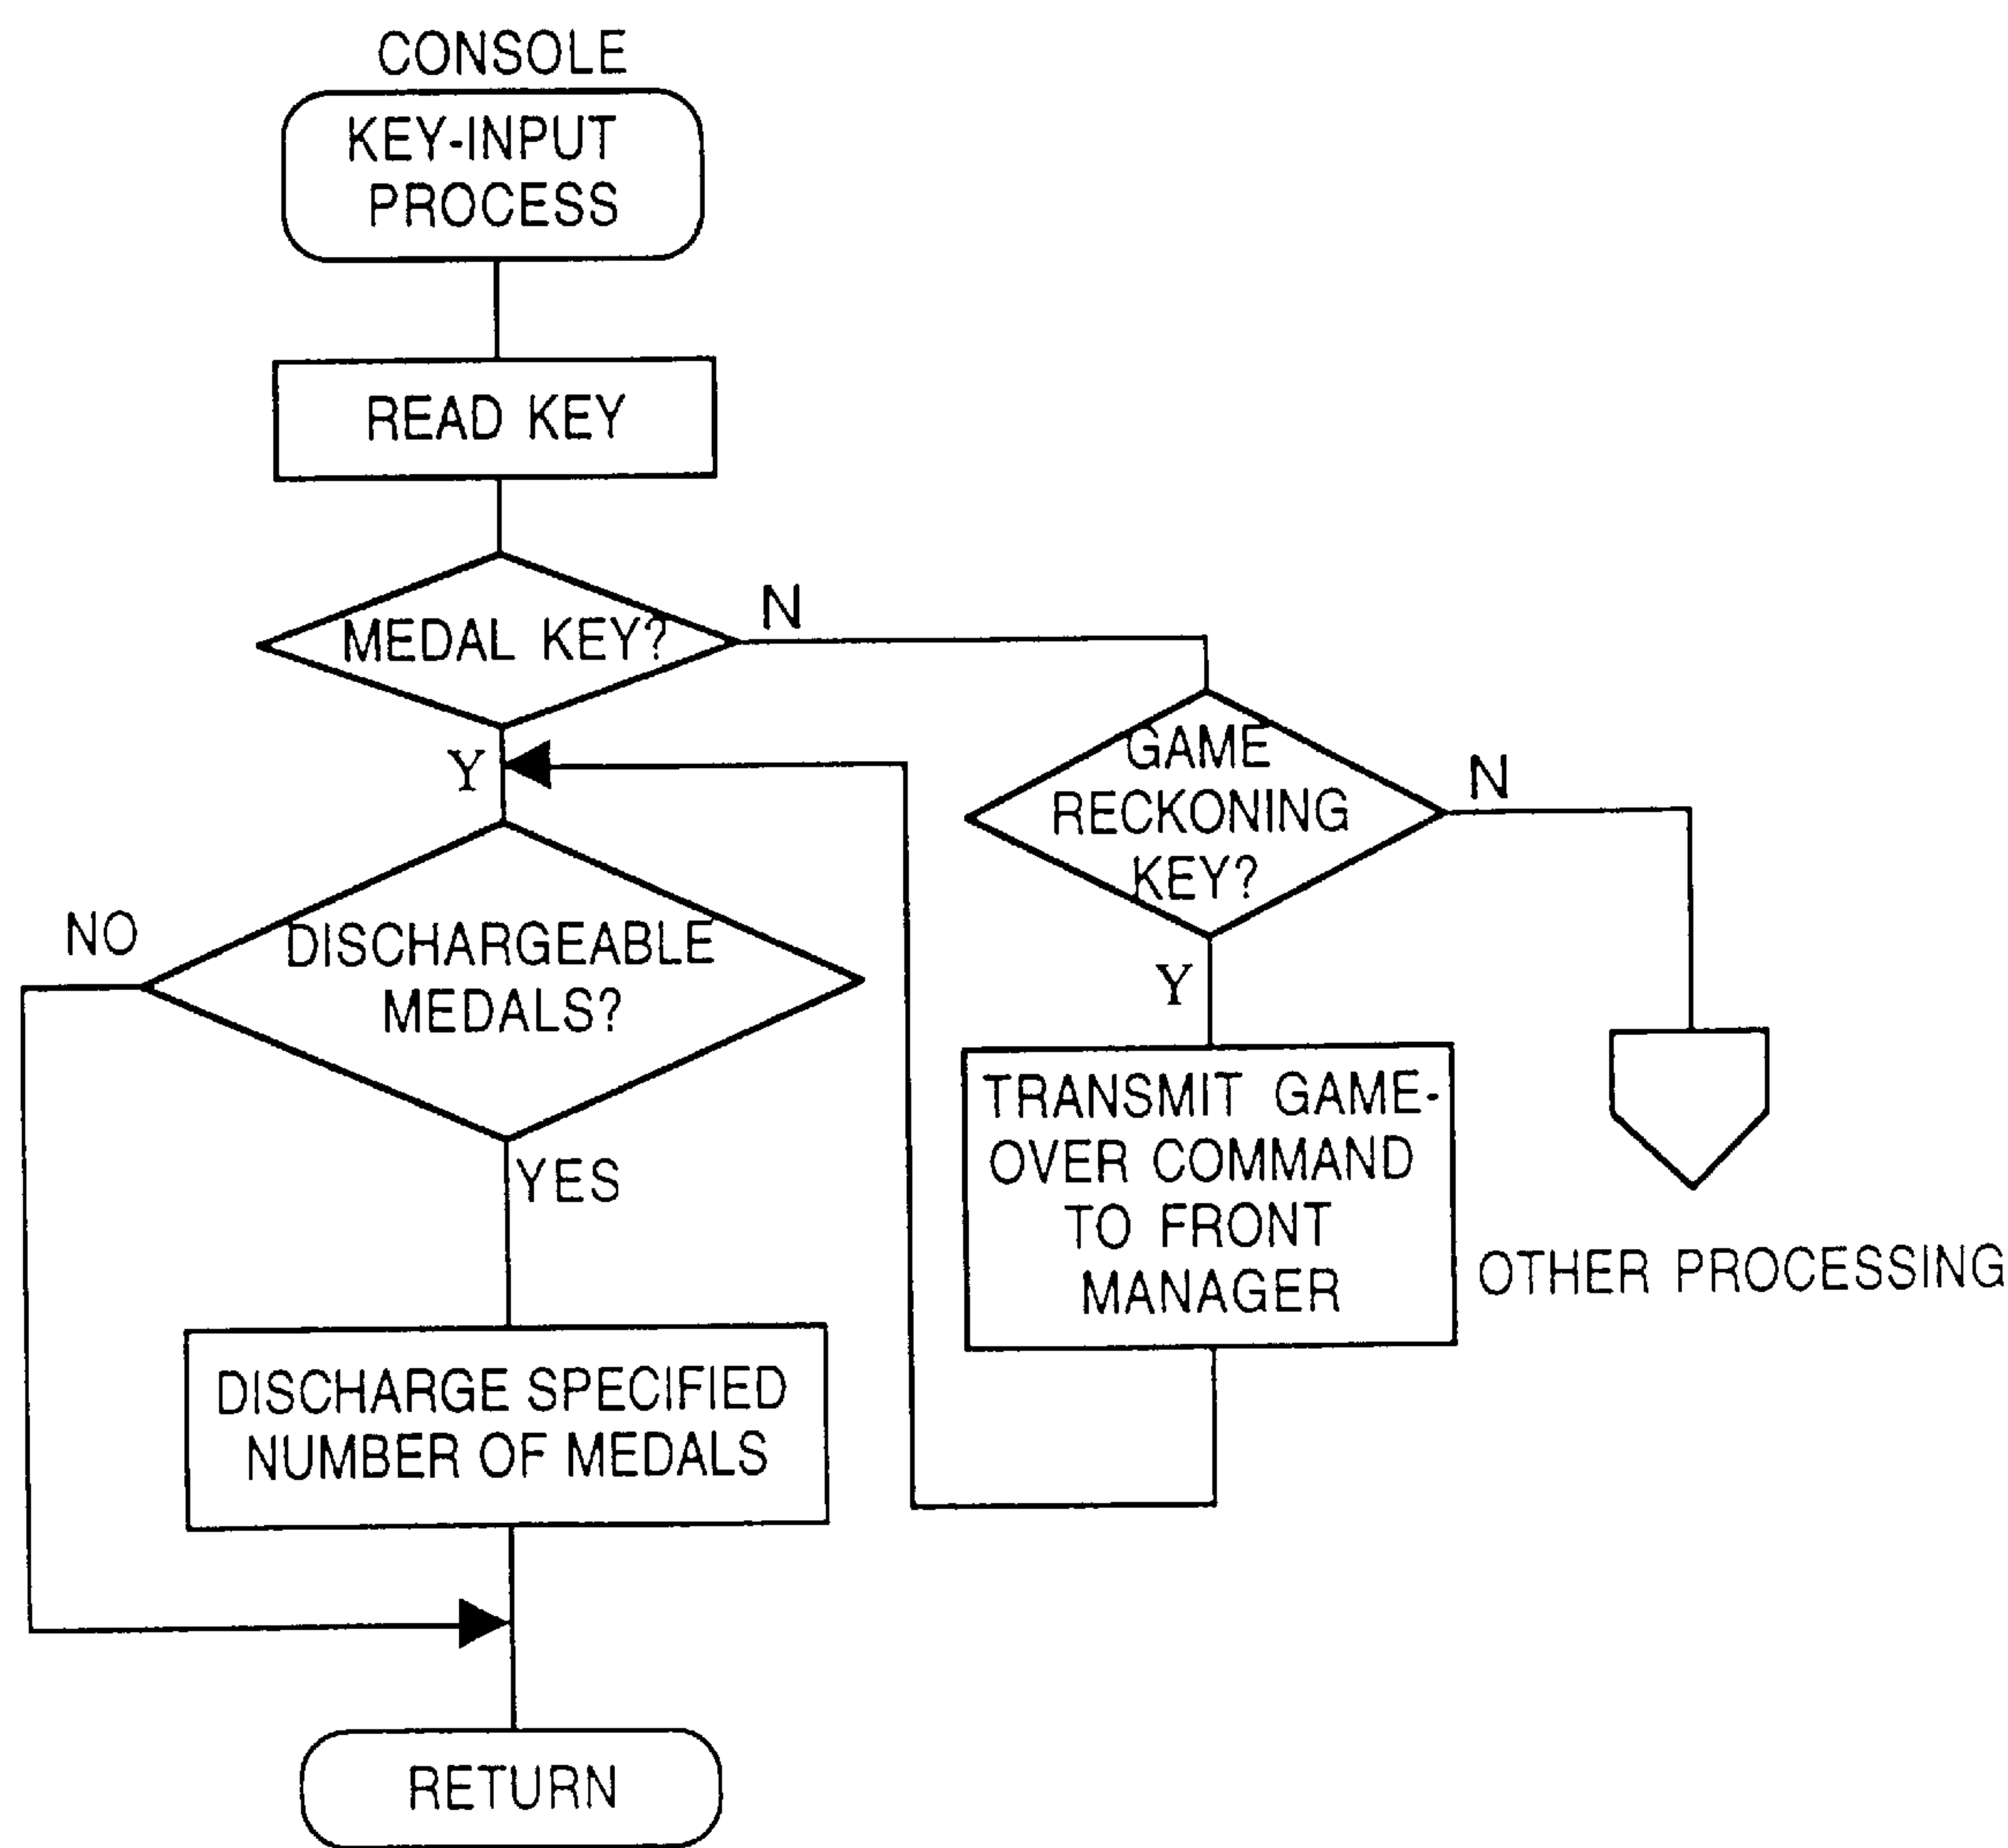 CONSOLE
KEY-INPUT
PROCESS
READ KEY
MEDAL KEY?
N
Y
GAME
RECKONING
KEY?
N
Y
DISCHARGEABLE
MEDALS?
NO
YES
TRANSMIT GAME-
OVER COMMAND
TO FRONT
MANAGER
OTHER PROCESSING
DISCHARGE SPECIFIED
NUMBER OF MEDALS
RETURN